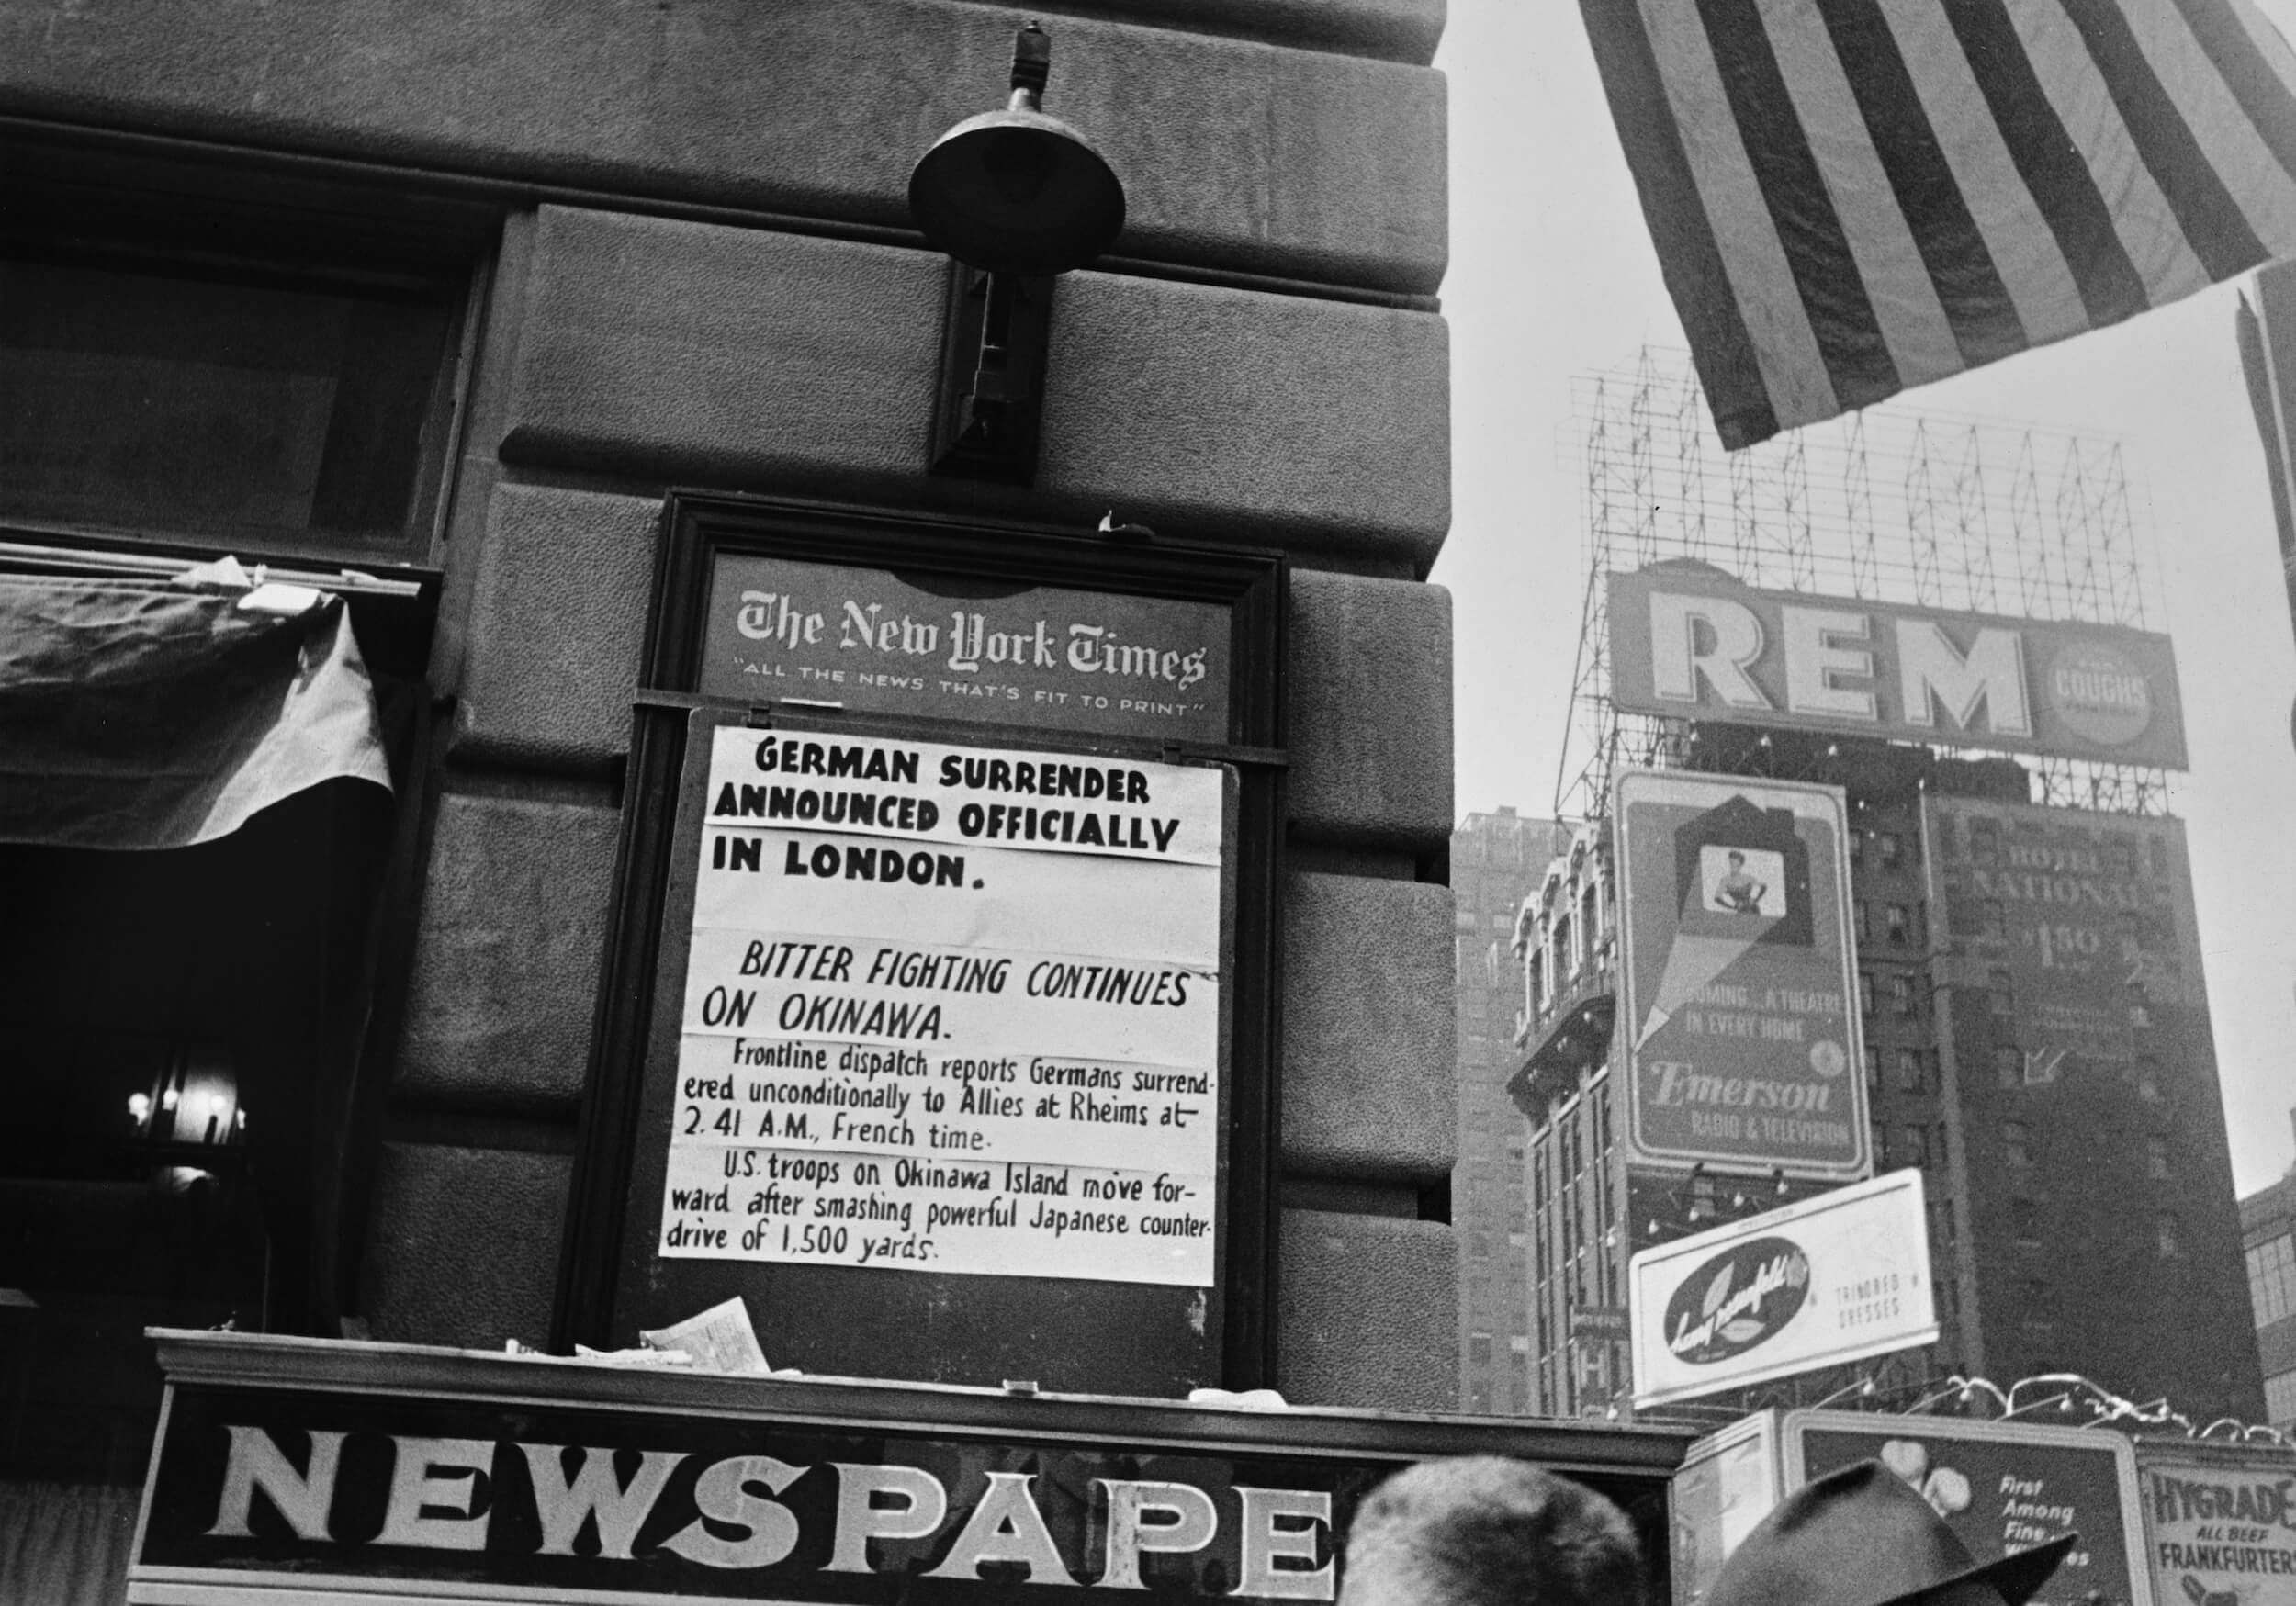 The New York Times
"ALL THE NEWS THAT'S FIT TO PRINT"
GERMAN SURRENDER
ANNOUNCED OFFICIALLY
IN LONDON.
BITTER FIGHTING CONTINUES
ON OKINAWA.
Frontline dispatch reports Germans surrend-
ered unconditionally to Allies at Rheims at
2.41 A.M., French time.
U.S. troops on Okinawa Island move for-
ward after smashing powerful Japanese counter-
drive of 1,500 yards.
NEWSPAPE
REM
COUGHS
HOTEL
NATIONAL
$1.50
COMING...A THEATRE
IN EVERY HOME
Emerson
RADIO & TELEVISION
DRESSES
First
Among
Fine
HYGRADE
ALL BEEF
FRANKFURTERS